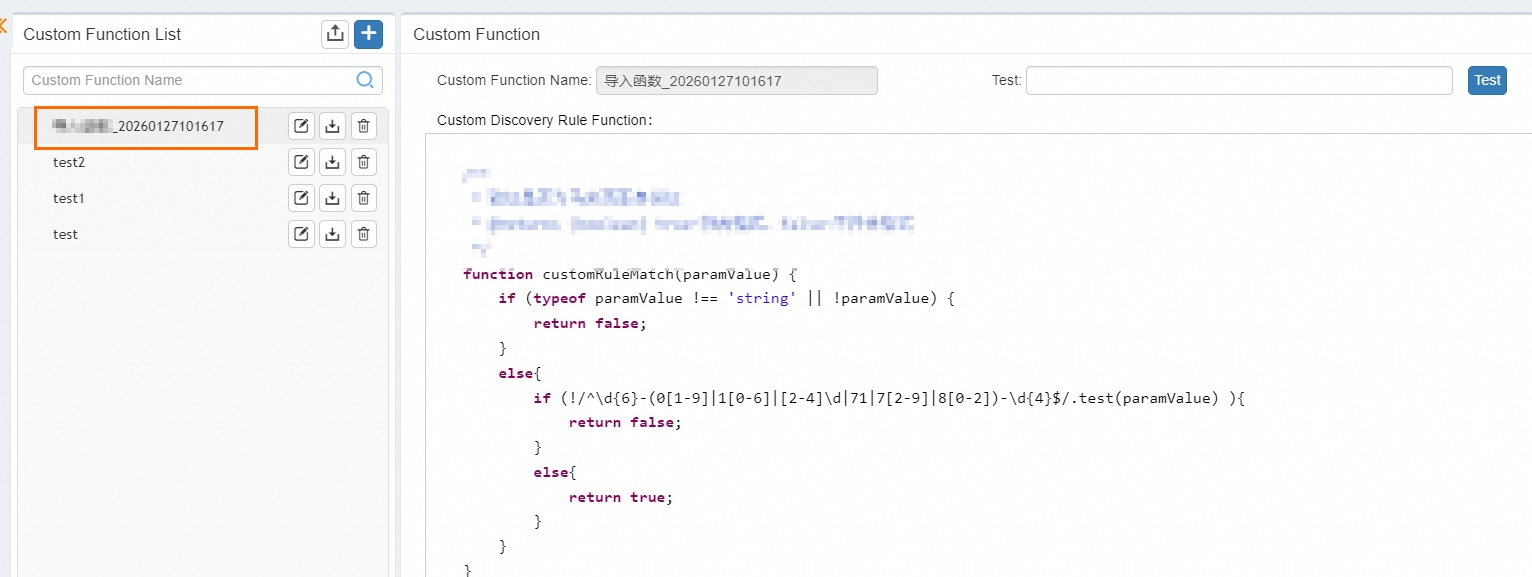 Custom Function List
Custom Function Name
_20260127101617
test2
test1
test
Custom Function
Custom Function Name: 导入函数_20260127101617
Test:
Test
Custom Discovery Rule Function:
function customRuleMatch(paramValue) {
if (typeof paramValue !== 'string' || !paramValue) {
return false;
}
else{
if (!/^\d{6}-(0[1-9]|1[0-6]|[2-4]\d|71|7[2-9]|8[0-2])-\d{4}$/.test(paramValue) ){
return false;
}
else{
return true;
}
}
}